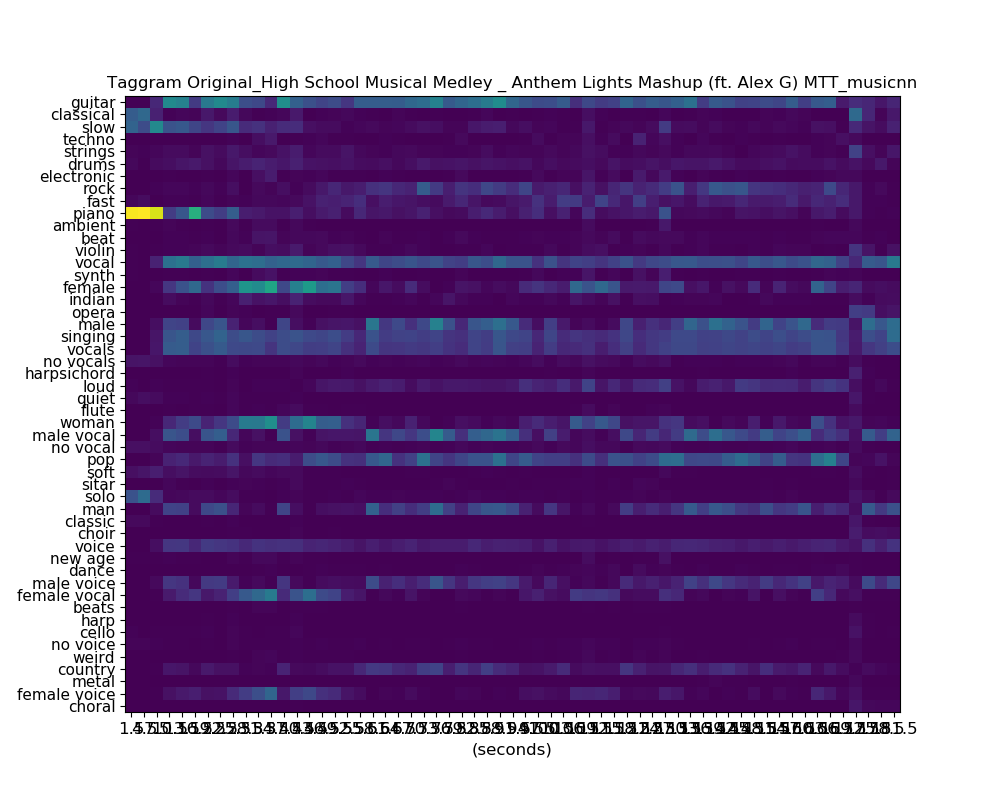 Taggram Original_High School Musical Medley _ Anthem Lights Mashup (ft. Alex G) MTT_musicnn
guitar
classical
slow
techno
strings
drums
electronic
rock
fast
piano
ambient
beat
violin
vocal
synth
female
indian
opera
male
singing
vocals
no vocals
harpsichord
loud
quiet
flute
woman
male vocal
no vocal
pop
soft
sitar
solo
man
classic
choir
voice
new age
dance
male voice
female vocal
beats
harp
cello
no voice
weird
country
metal
female voice
choral
(seconds)